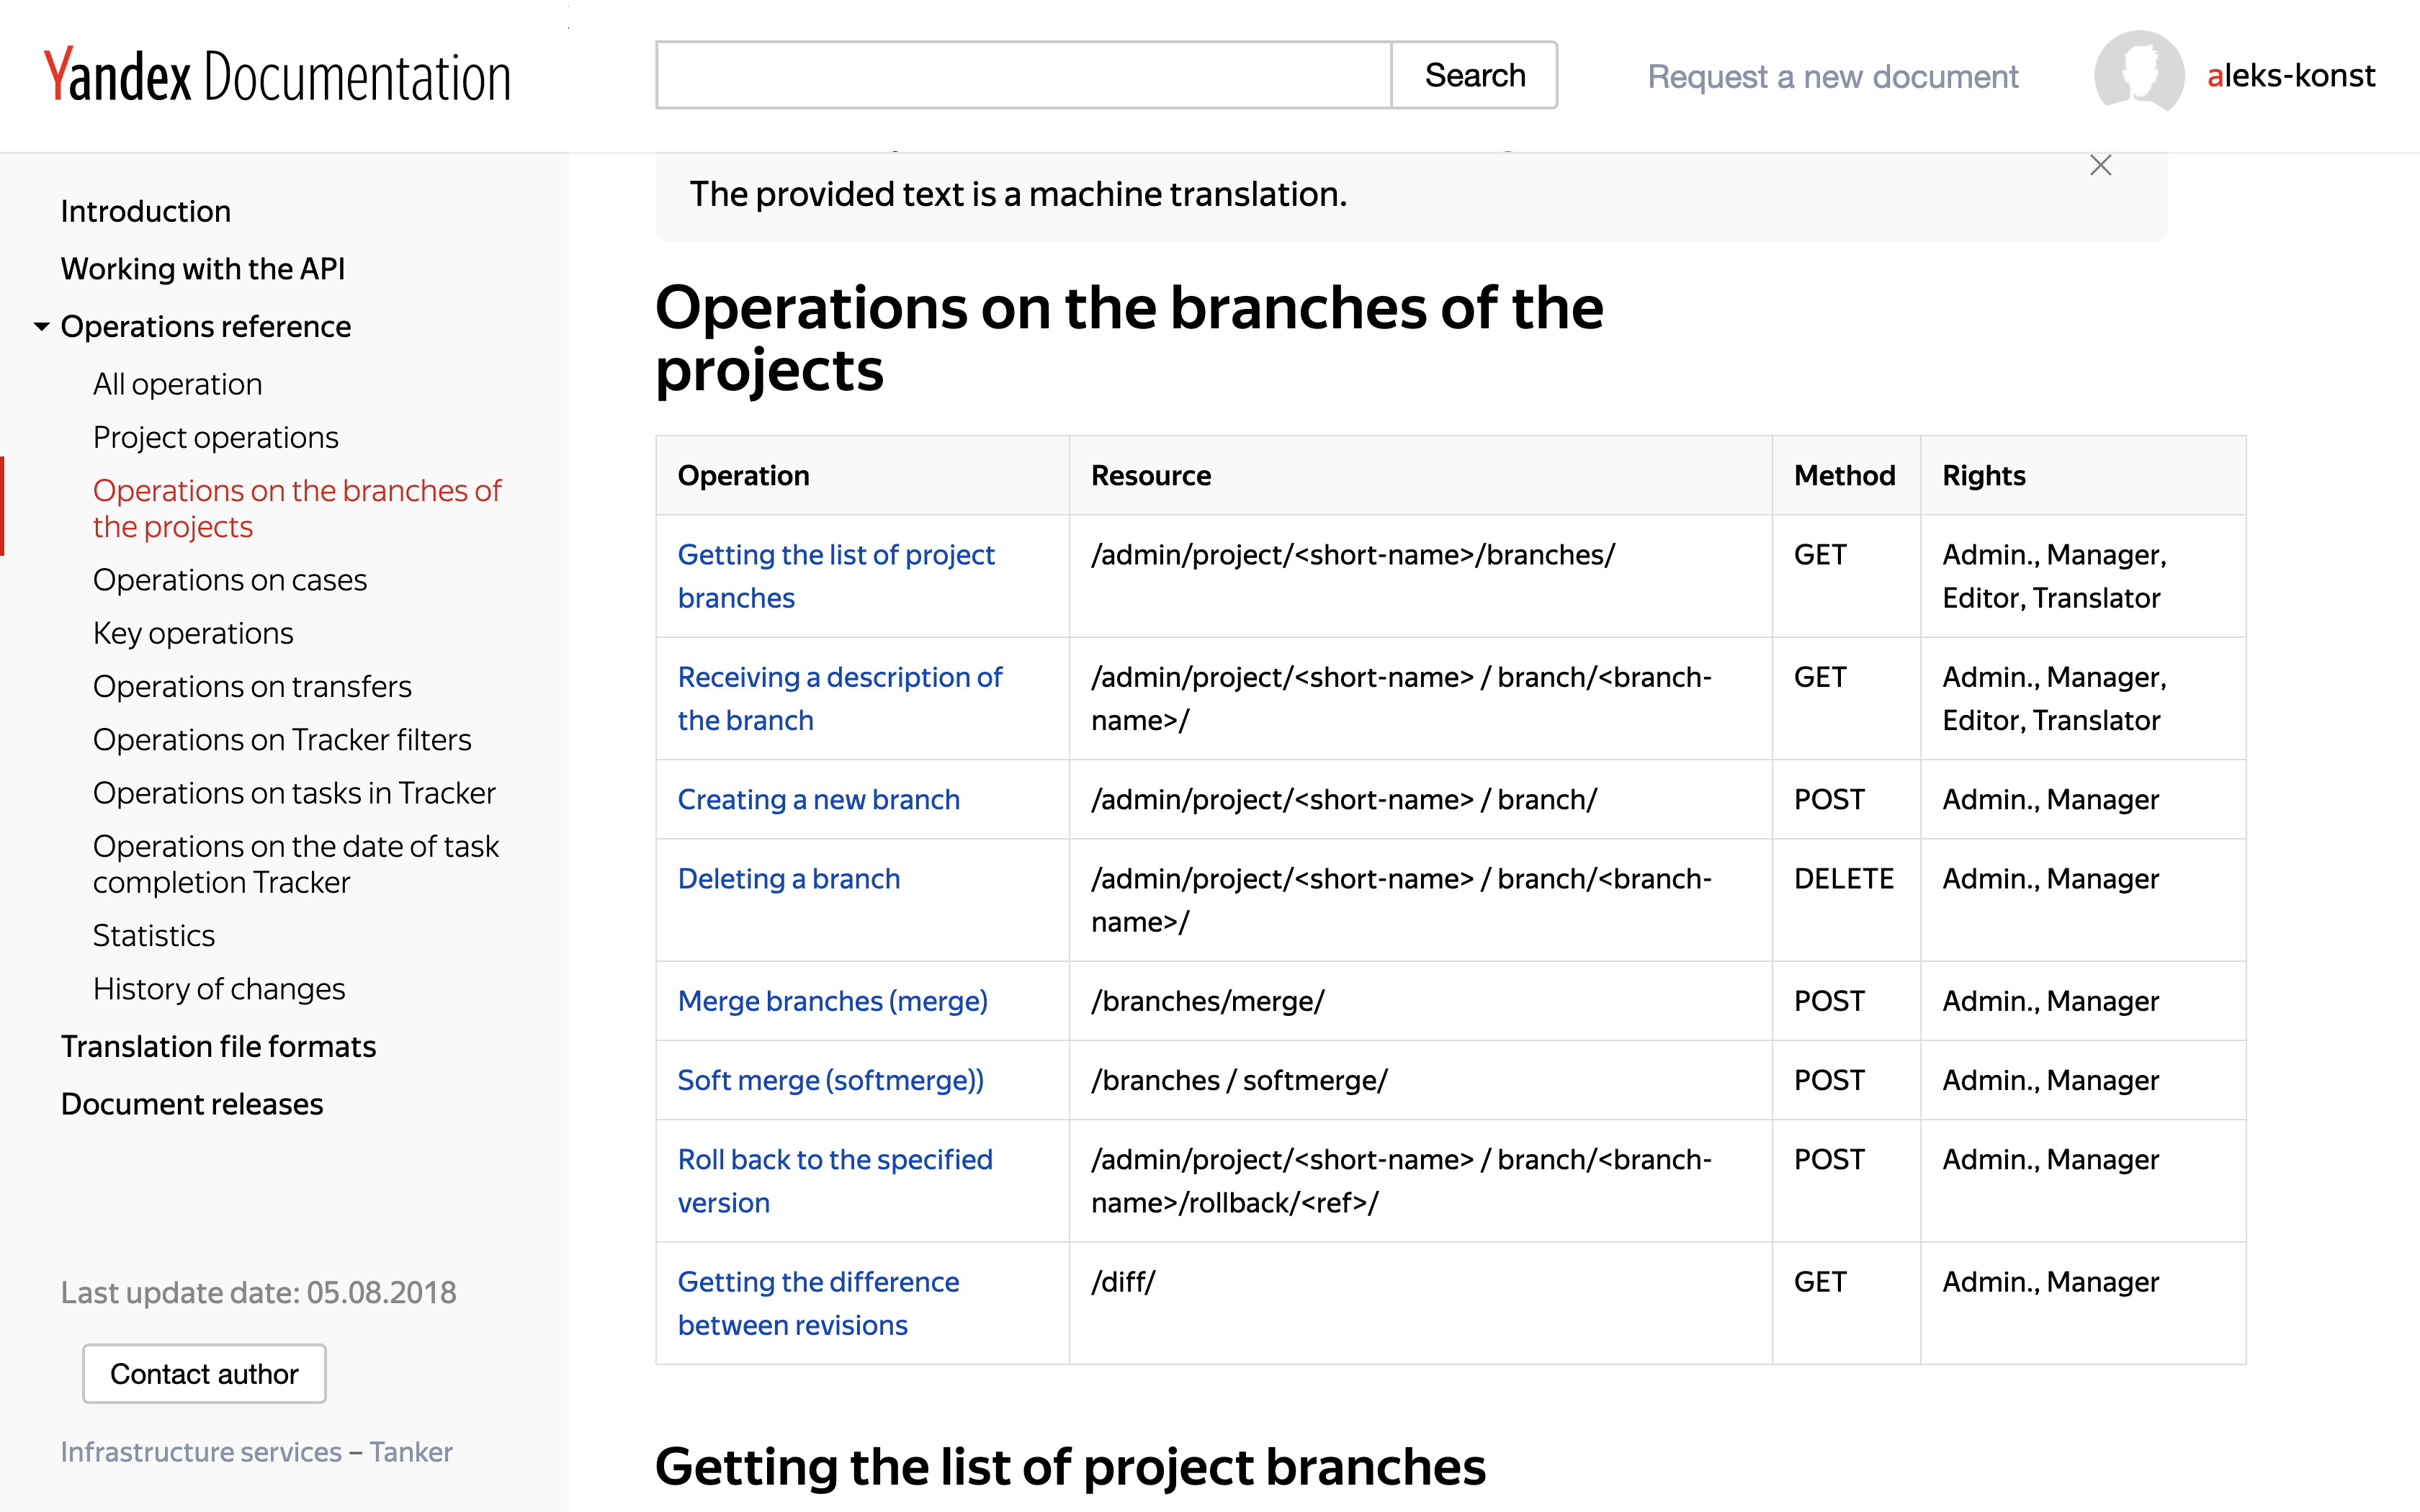 Yandex Documentation
Search
Request a new document
aleks-konst
Introduction
Working with the API
Operations reference
All operation
Project operations
Operations on the branches of
the projects
Operations on cases
Key operations
Operations on transfers
Operations on Tracker filters
Operations on tasks in Tracker
Operations on the date of task
completion Tracker
Statistics
History of changes
Translation file formats
Document releases
Last update date: 05.08.2018
Contact author
Infrastructure services – Tanker
The provided text is a machine translation.
Operations on the branches of the
projects
Operation Resource Method Rights
Getting the list of project /admin/project/<short-name>/branches/ GET Admin., Manager,
branches Editor, Translator
Receiving a description of /admin/project/<short-name> / branch/<branch- GET Admin., Manager,
the branch name>/ Editor, Translator
Creating a new branch /admin/project/<short-name> / branch/ POST Admin., Manager
Deleting a branch /admin/project/<short-name> / branch/<branch- DELETE Admin., Manager
name>/
Merge branches (merge) /branches/merge/ POST Admin., Manager
Soft merge (softmerge)) /branches / softmerge/ POST Admin., Manager
Roll back to the specified /admin/project/<short-name> / branch/<branch- POST Admin., Manager
version name>/rollback/<ref>/
Getting the difference /diff/ GET Admin., Manager
between revisions
Getting the list of project branches